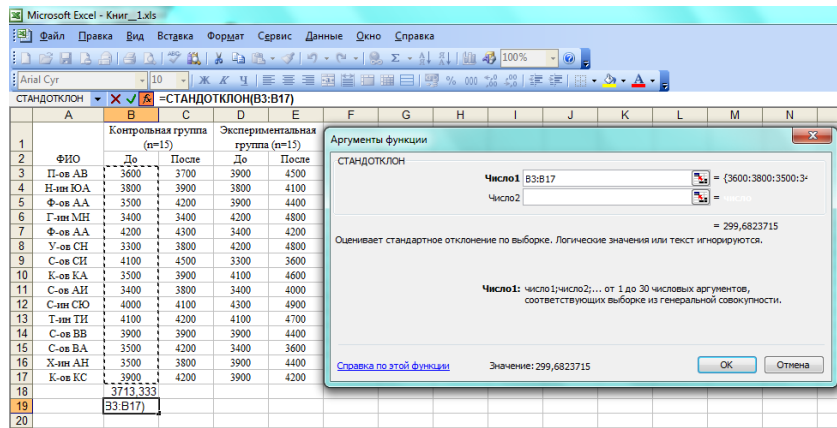 Microsoft Excel - Книг__1.xls
Файл Правка Вид Вставка Формат Сервис Данные Окно Справка
100%
Arial Cyr 10 Ж К Ч % 000
СТАНДОТКЛОН =СТАНДОТКЛОН(B3:B17)
A B C D E F G H I J K L M N
1 Контрольная группа (n=15) Экспериментальная группа (n=15)
2 ФИО До После До После
3 П-ов АВ 3600 3700 3900 4500
4 Н-ин ЮА 3800 3900 3800 4100
5 Ф-ов АА 3500 4200 3900 4400
6 Г-ин МН 3400 3400 4200 4800
7 Ф-ов АА 4200 4300 3400 4200
8 У-ов СН 3300 3800 4200 4800
9 С-ов СИ 4100 4500 3300 3600
10 К-ов КА 3500 3900 4100 4600
11 С-ов АИ 3400 3800 3400 4000
12 С-ин СЮ 4000 4100 4300 4900
13 Т-ин ТИ 4100 4200 4100 4700
14 С-ов ВВ 3900 3900 3900 4400
15 С-ов ВА 3500 4200 3400 3600
16 Х-ин АН 3500 3800 3900 4400
17 К-ов КС 3900 4200 3900 4200
18 3713,333
19 B3:B17)
20
Аргументы функции
СТАНДОТКЛОН
Число1 B3:B17 = {3600:3800:3500:34
Число2 = число
= 299,6823715
Оценивает стандартное отклонение по выборке. Логические значения или текст игнорируются.
Число1: число1;число2;... от 1 до 30 числовых аргументов,
соответствующих выборке из генеральной совокупности.
Справка по этой функции Значение:299,6823715 ОК Отмена